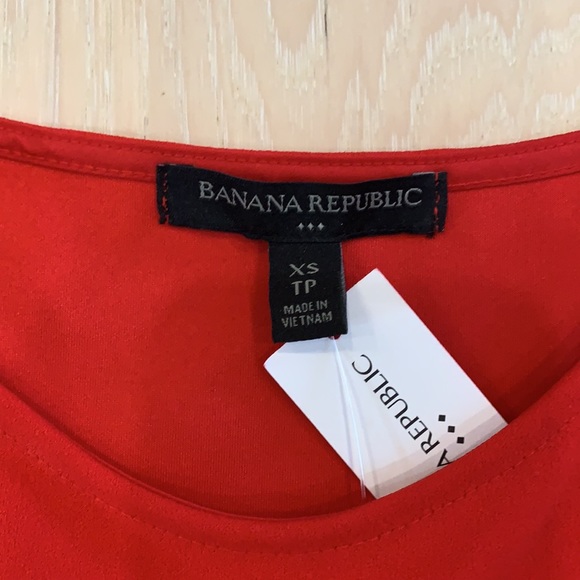 BANANA REPUBLIC
XS
TP
MADE IN
VIETNAM
A REPUBLIC